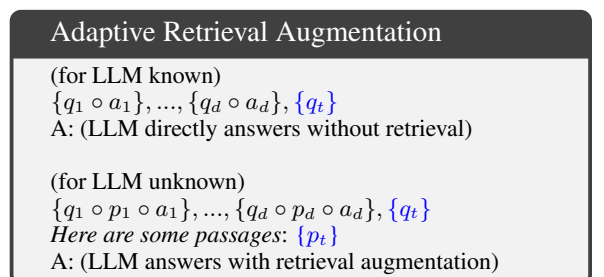 Adaptive Retrieval Augmentation
(for LLM known)
{q₁ ∘ a₁}, ..., {q_d ∘ a_d}, {q_t}
A: (LLM directly answers without retrieval)
(for LLM unknown)
{q₁ ∘ p₁ ∘ a₁}, ..., {q_d ∘ p_d ∘ a_d}, {q_t}
Here are some passages: {p_t}
A: (LLM answers with retrieval augmentation)